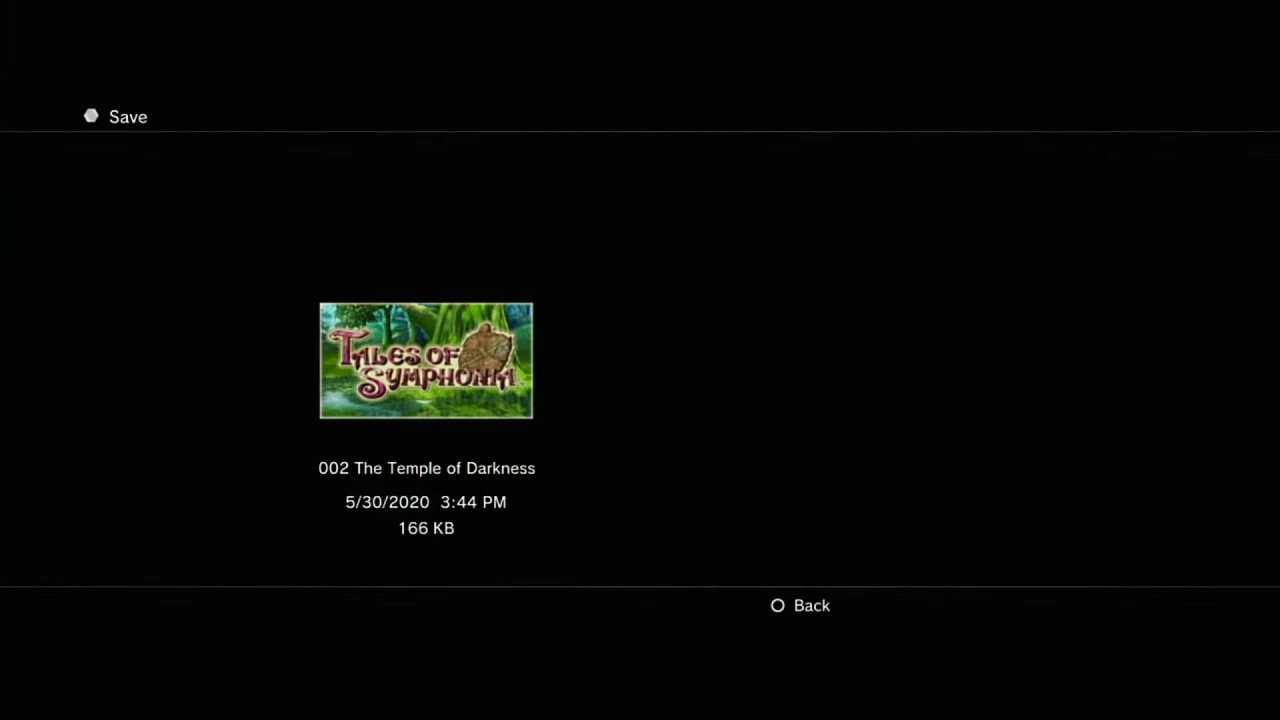 Save
TALES OF
SYMPHONIA
002 The Temple of Darkness
5/30/2020 3:44 PM
166 KB
Back